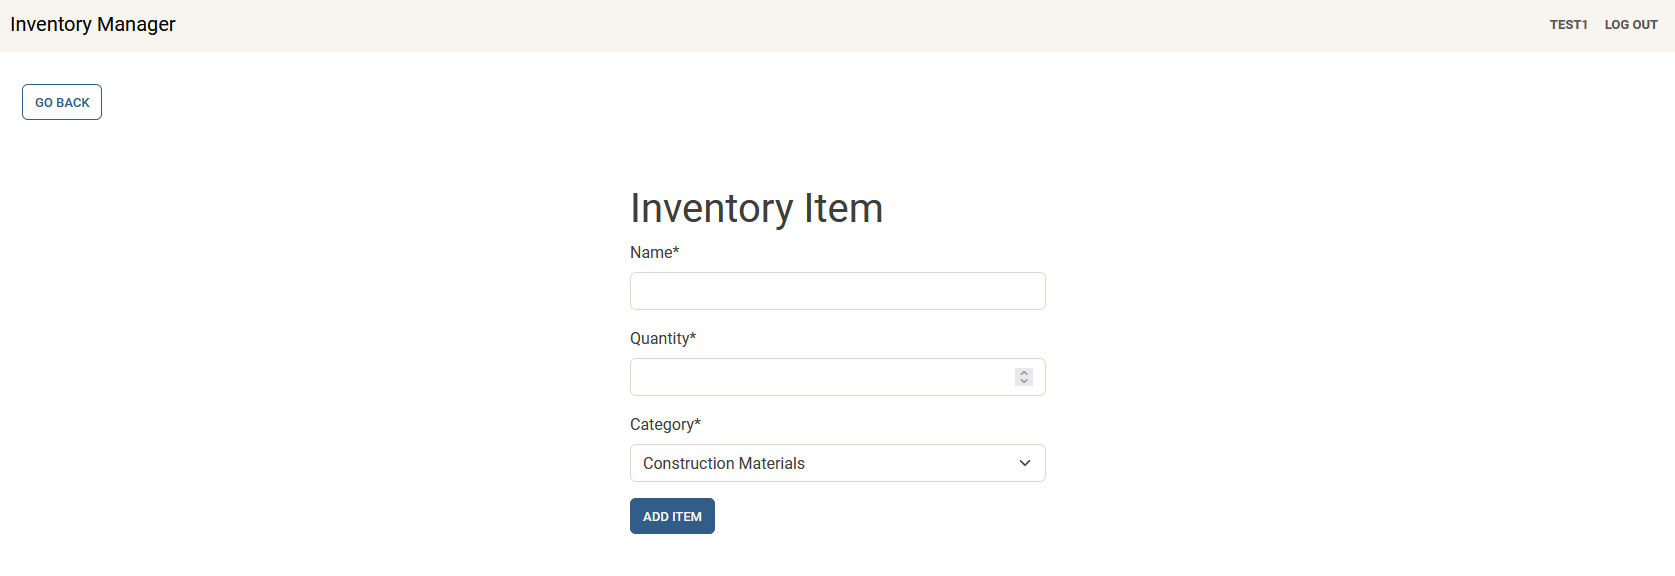 Inventory Manager
TEST1 LOG OUT
GO BACK
Inventory Item
Name*
Quantity*
Category*
Construction Materials
ADD ITEM